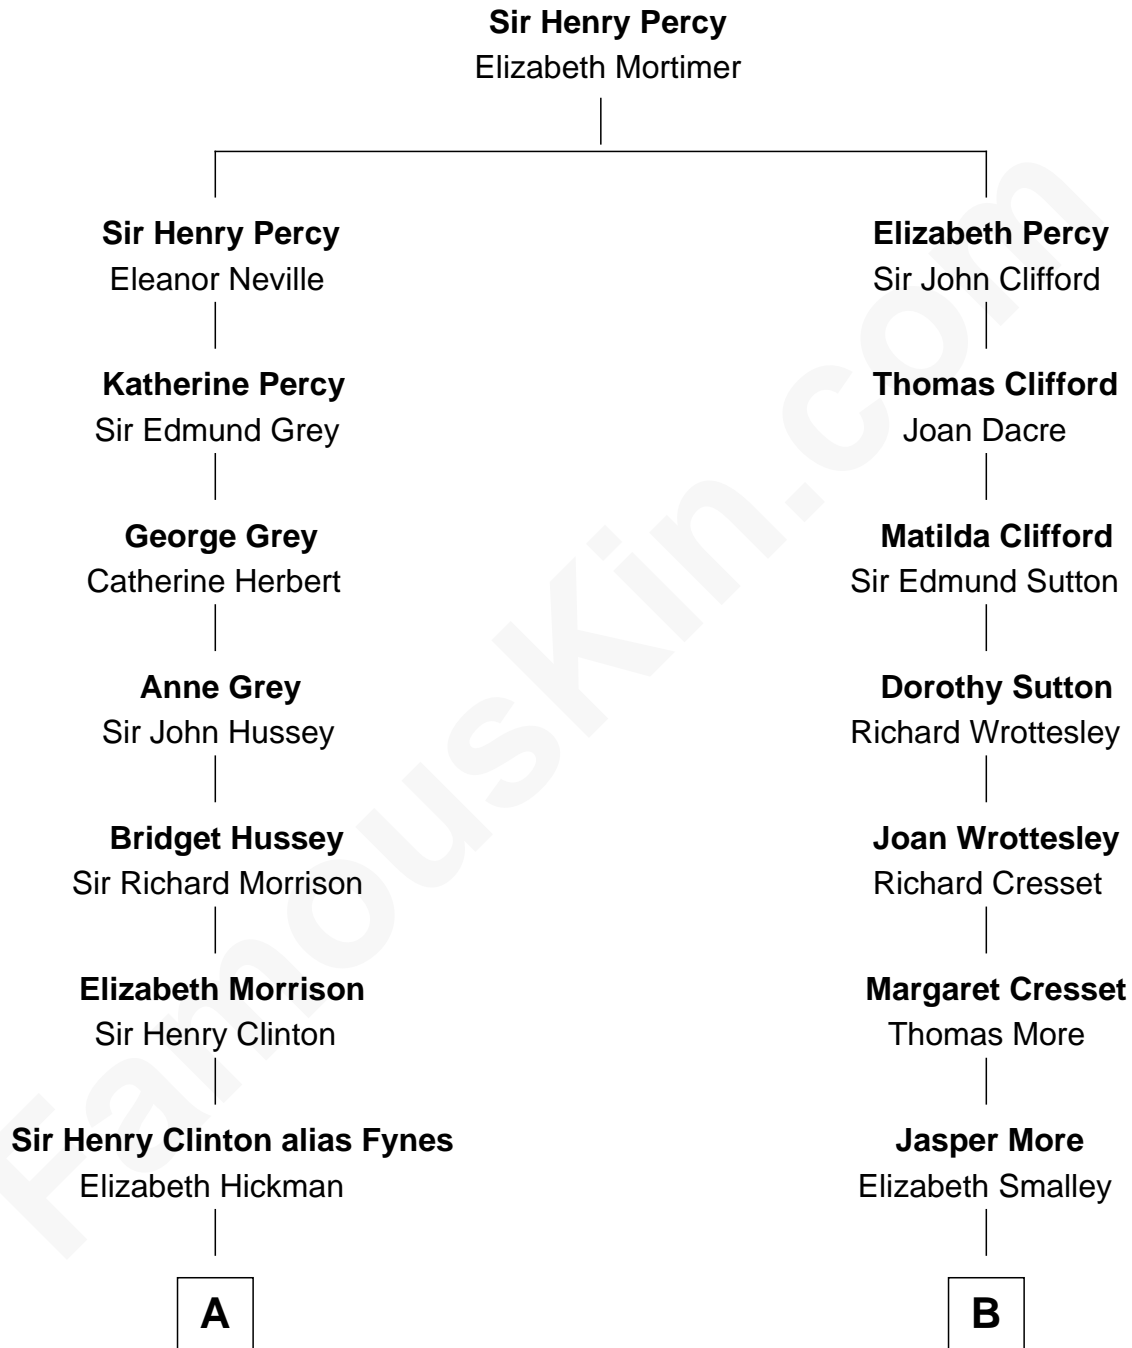 Sir Henry Percy
Elizabeth Mortimer
Sir Henry Percy
Eleanor Neville
Elizabeth Percy
Sir John Clifford
Katherine Percy
Sir Edmund Grey
Thomas Clifford
Joan Dacre
George Grey
Catherine Herbert
Matilda Clifford
Sir Edmund Sutton
Anne Grey
Sir John Hussey
Dorothy Sutton
Richard Wrottesley
Bridget Hussey
Sir Richard Morrison
Joan Wrottesley
Richard Cresset
Elizabeth Morrison
Sir Henry Clinton
Margaret Cresset
Thomas More
Sir Henry Clinton alias Fynes
Elizabeth Hickman
Jasper More
Elizabeth Smalley
A
B
FamousKin.com